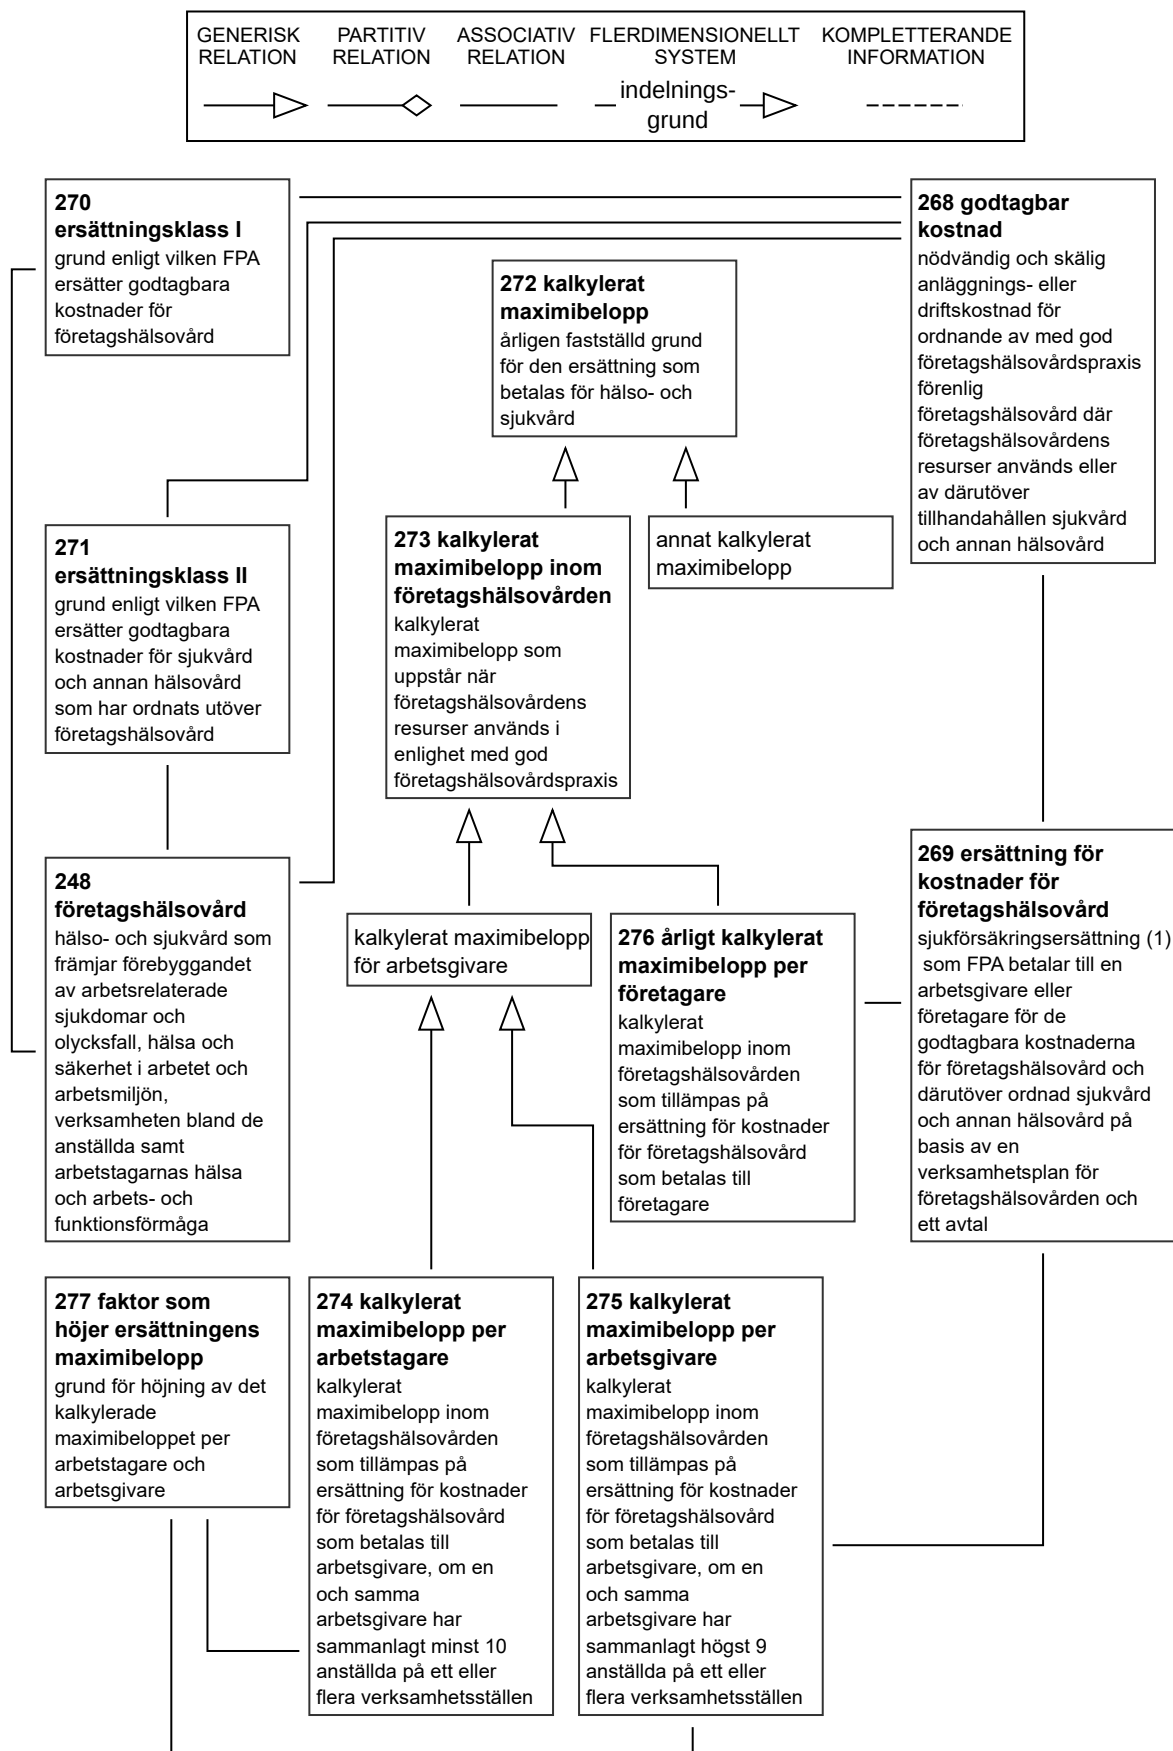 GENERISK
RELATION
PARTITIV
RELATION
ASSOCIATIV
RELATION
FLERDIMENSIONELLT
SYSTEM
indelnings-
grund
KOMPLETTERANDE
INFORMATION
270
ersättningsklass I
grund enligt vilken FPA
ersätter godtagbara
kostnader för
företagshälsovård
268 godtagbar
kostnad
nödvändig och skälig
anläggnings- eller
driftskostnad för
ordnande av med god
företagshälsovårdspraxis
förenlig
företagshälsovård där
företagshälsovårdens
resurser används eller
av därutöver
tillhandahållen sjukvård
och annan hälsovård
272 kalkylerat
maximibelopp
årligen fastställd grund
för den ersättning som
betalas för hälso- och
sjukvård
271
ersättningsklass II
grund enligt vilken FPA
ersätter godtagbara
kostnader för sjukvård
och annan hälsovård
som har ordnats utöver
företagshälsovård
273 kalkylerat
maximibelopp inom
företagshälsovården
kalkylerat
maximibelopp som
uppstår när
företagshälsovårdens
resurser används i
enlighet med god
företagshälsovårdspraxis
annat kalkylerat
maximibelopp
248
företagshälsovård
hälso- och sjukvård som
främjar förebyggandet
av arbetsrelaterade
sjukdomar och
olycksfall, hälsa och
säkerhet i arbetet och
arbetsmiljön,
verksamheten bland de
anställda samt
arbetstagarnas hälsa
och arbets- och
funktionsförmåga
kalkylerat maximibelopp
för arbetsgivare
276 årligt kalkylerat
maximibelopp per
företagare
kalkylerat
maximibelopp inom
företagshälsovården
som tillämpas på
ersättning för kostnader
för företagshälsovård
som betalas till
företagare
269 ersättning för
kostnader för
företagshälsovård
sjukförsäkringsersättning (1)
som FPA betalar till en
arbetsgivare eller
företagare för de
godtagbara kostnaderna
för företagshälsovård och
därutöver ordnad sjukvård
och annan hälsovård på
basis av en
verksamhetsplan för
företagshälsovården och
ett avtal
277 faktor som
höjer ersättningens
maximibelopp
grund för höjning av det
kalkylerade
maximibeloppet per
arbetstagare och
arbetsgivare
274 kalkylerat
maximibelopp per
arbetstagare
kalkylerat
maximibelopp inom
företagshälsovården
som tillämpas på
ersättning för kostnader
för företagshälsovård
som betalas till
arbetsgivare, om en
och samma
arbetsgivare har
sammanlagt minst 10
anställda på ett eller
flera verksamhetsställen
275 kalkylerat
maximibelopp per
arbetsgivare
kalkylerat
maximibelopp inom
företagshälsovården
som tillämpas på
ersättning för kostnader
för företagshälsovård
som betalas till
arbetsgivare, om en
och samma
arbetsgivare har
sammanlagt högst 9
anställda på ett eller
flera verksamhetsställen